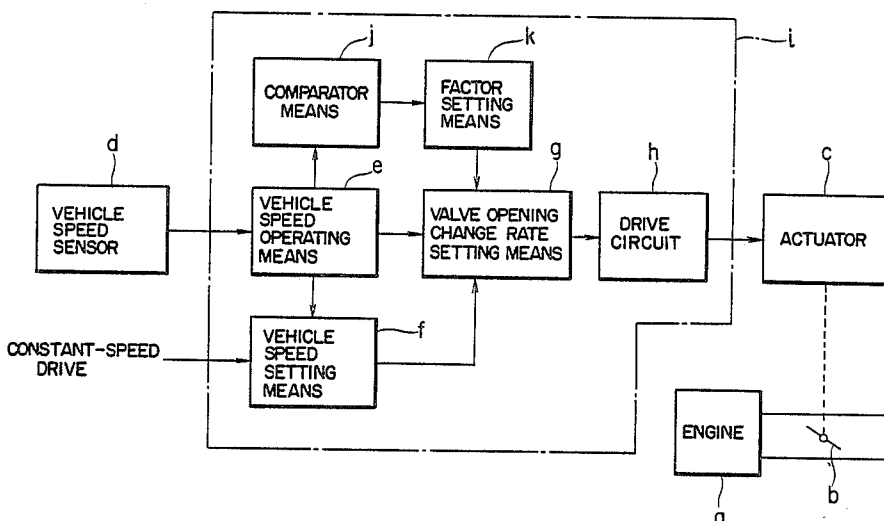 j
k
i
COMPARATOR
MEANS
FACTOR
SETTING
MEANS
d
e
g
h
c
VEHICLE
SPEED
SENSOR
VEHICLE
SPEED
OPERATING
MEANS
VALVE OPENING
CHANGE RATE
SETTING MEANS
DRIVE
CIRCUIT
ACTUATOR
f
CONSTANT-SPEED
DRIVE
VEHICLE
SPEED
SETTING
MEANS
ENGINE
b
a